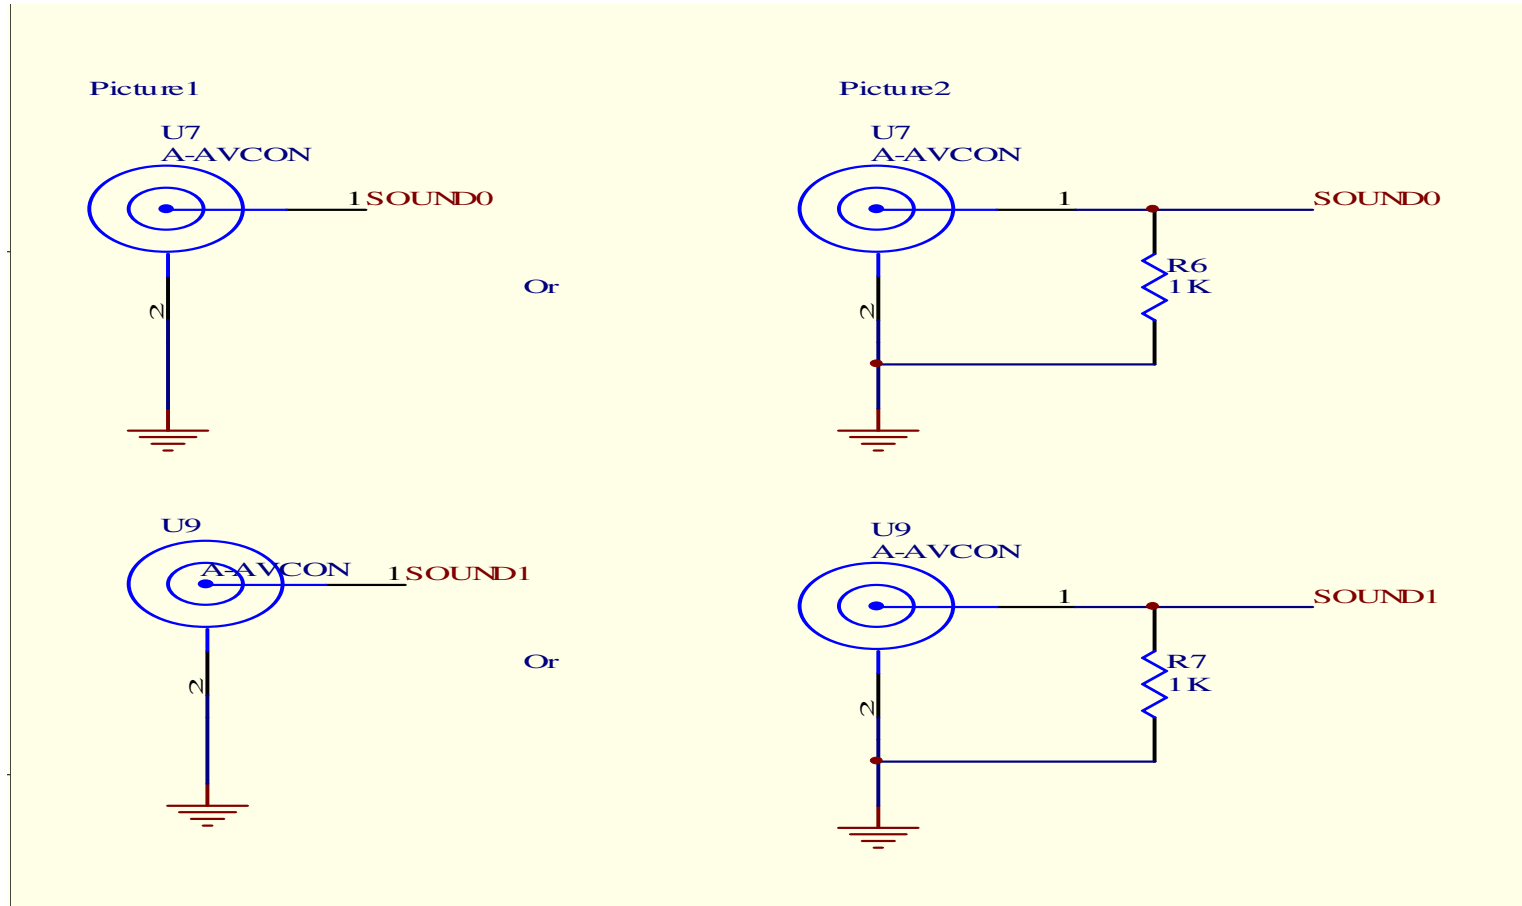 Picture1
U7
A-AVCON
1 SOUND0
2
Or
Picture2
U7
A-AVCON
1
SOUND0
R6
1K
2
U9
A-AVCON
1 SOUND1
2
Or
U9
A-AVCON
1
SOUND1
R7
1K
2